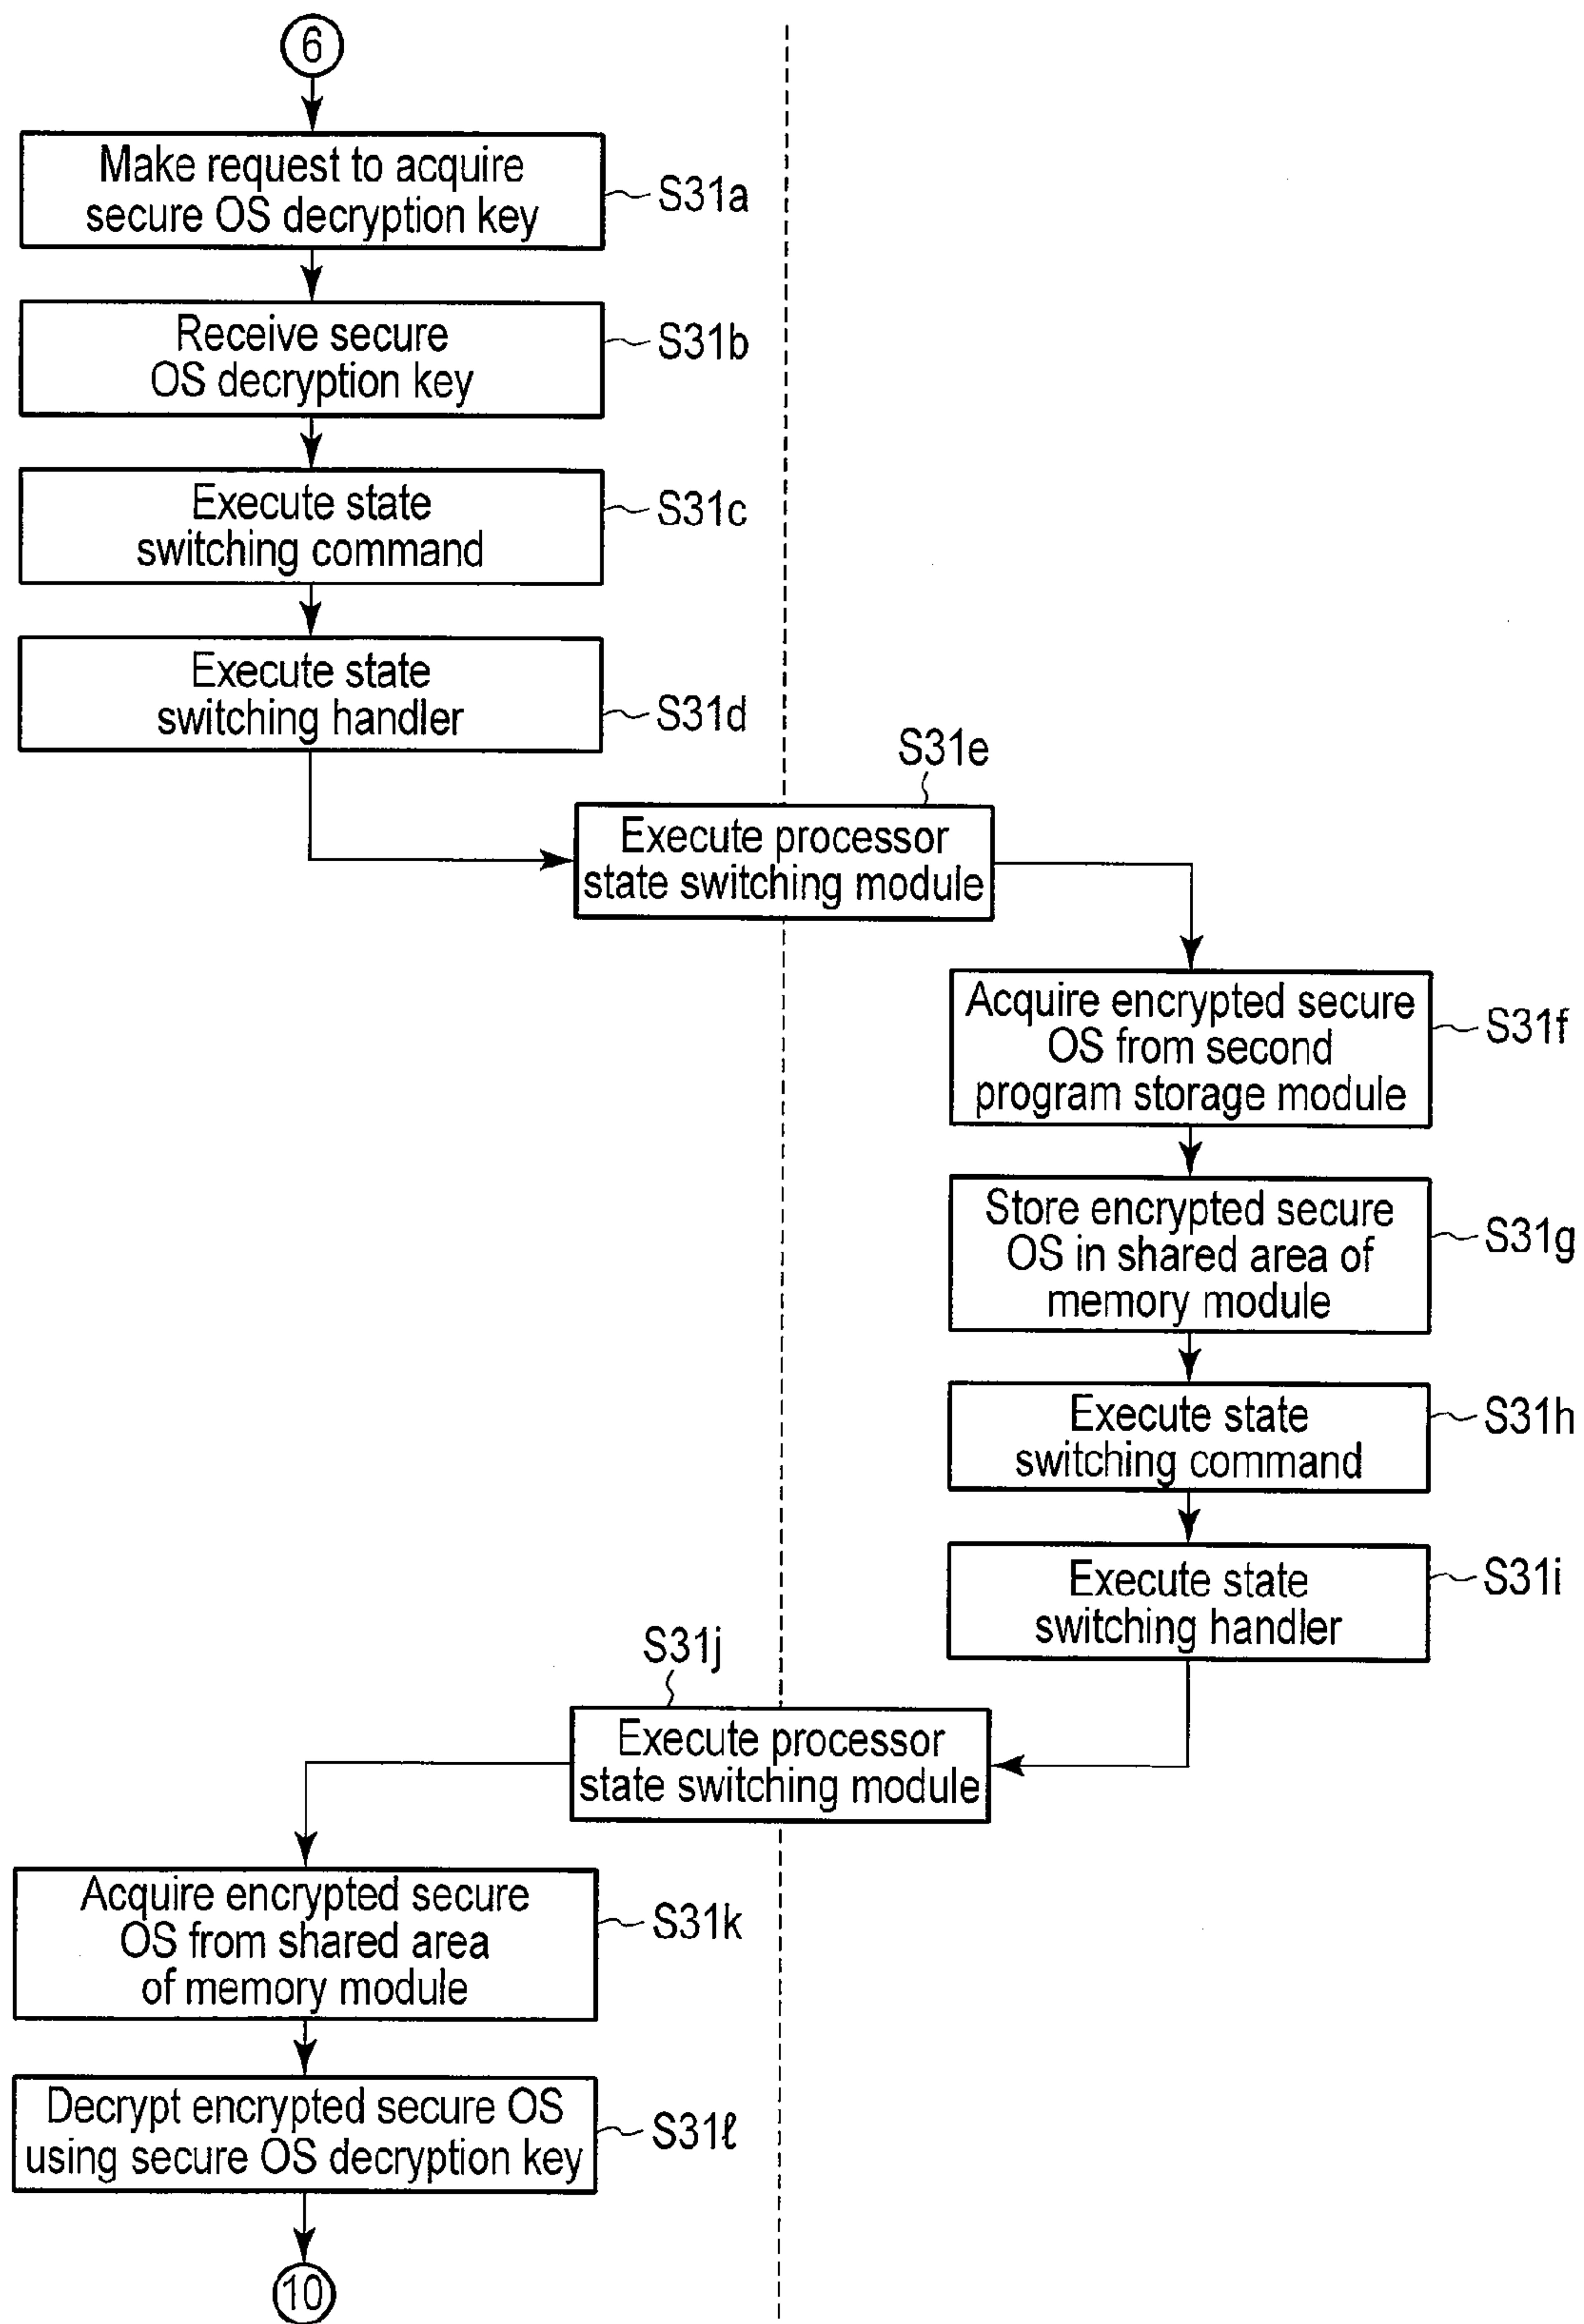 6
Make request to acquire
secure OS decryption key
S31a
Receive secure
OS decryption key
S31b
Execute state
switching command
S31c
Execute state
switching handler
S31d
S31e
Execute processor
state switching module
Acquire encrypted secure
OS from second
program storage module
S31f
Store encrypted secure
OS in shared area of
memory module
S31g
Execute state
switching command
S31h
Execute state
switching handler
S31i
S31j
Execute processor
state switching module
Acquire encrypted secure
OS from shared area
of memory module
S31k
Decrypt encrypted secure OS
using secure OS decryption key
S31ℓ
10